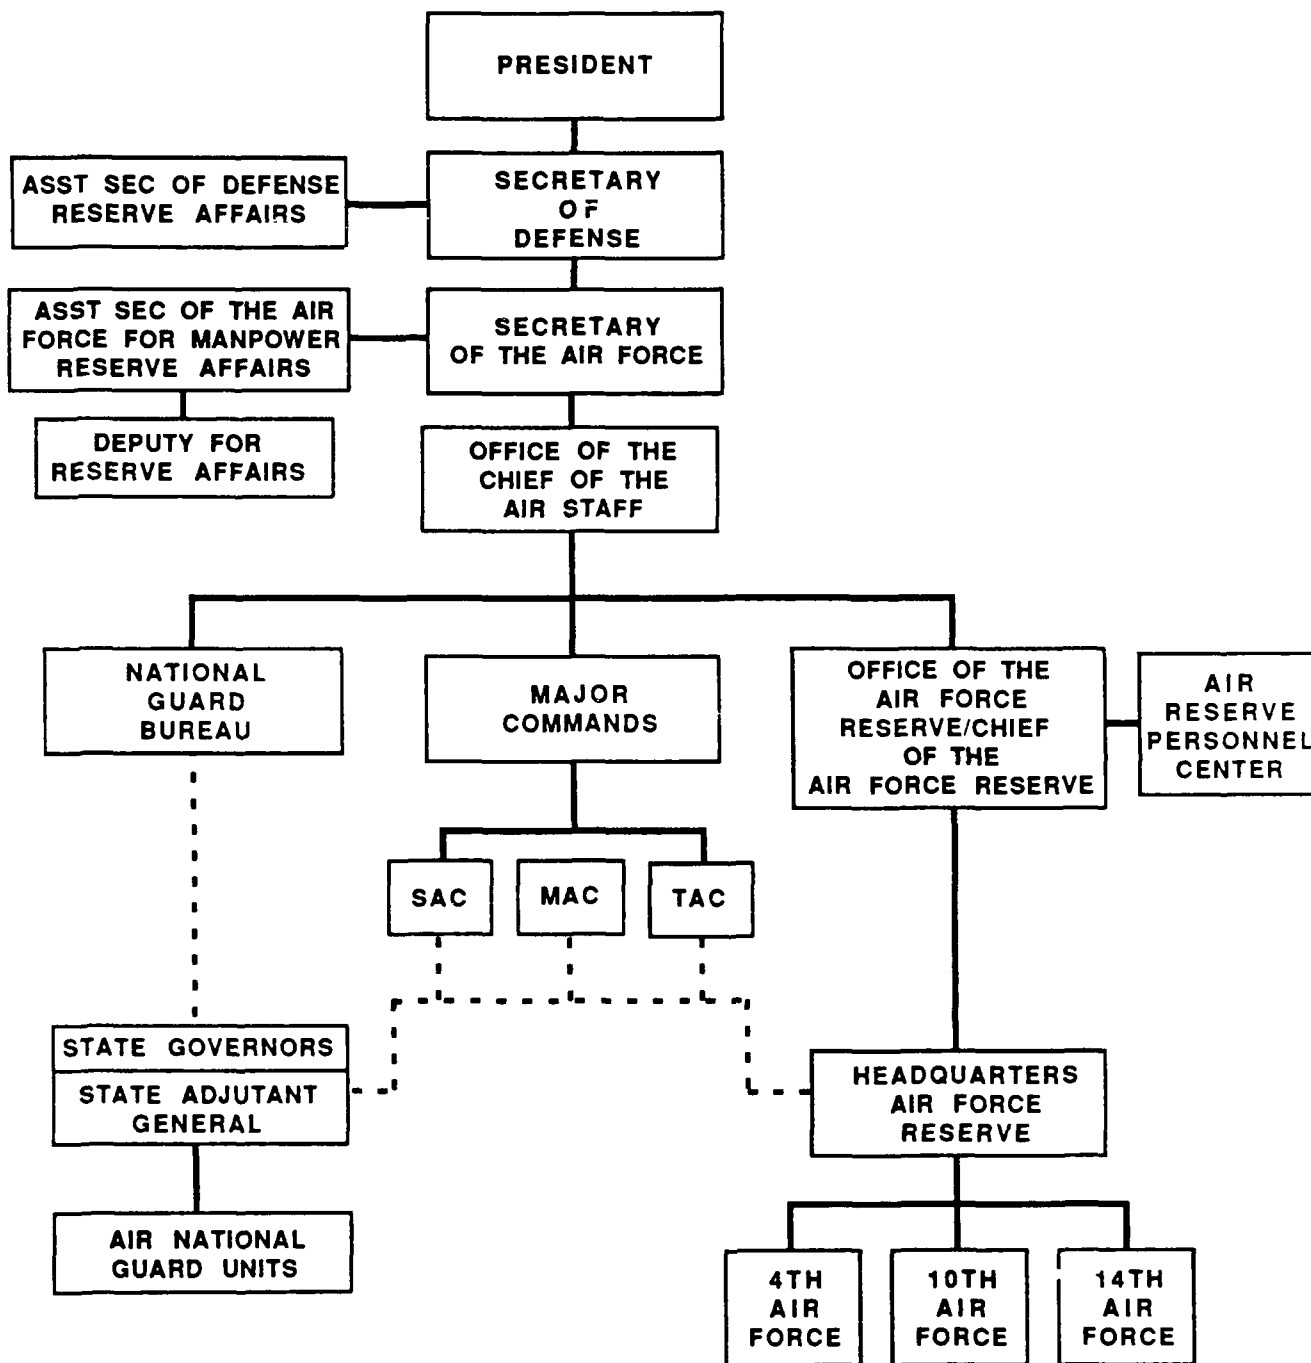 PRESIDENT
ASST SEC OF DEFENSE
RESERVE AFFAIRS
SECRETARY
OF
DEFENSE
ASST SEC OF THE AIR
FORCE FOR MANPOWER
RESERVE AFFAIRS
SECRETARY
OF THE AIR FORCE
DEPUTY FOR
RESERVE AFFAIRS
OFFICE OF THE
CHIEF OF THE
AIR STAFF
NATIONAL
GUARD
BUREAU
MAJOR
COMMANDS
OFFICE OF THE
AIR FORCE
RESERVE/CHIEF
OF THE
AIR FORCE RESERVE
AIR
RESERVE
PERSONNEL
CENTER
SAC
MAC
TAC
STATE GOVERNORS
STATE ADJUTANT
GENERAL
HEADQUARTERS
AIR FORCE
RESERVE
AIR NATIONAL
GUARD UNITS
4TH
AIR
FORCE
10TH
AIR
FORCE
14TH
AIR
FORCE